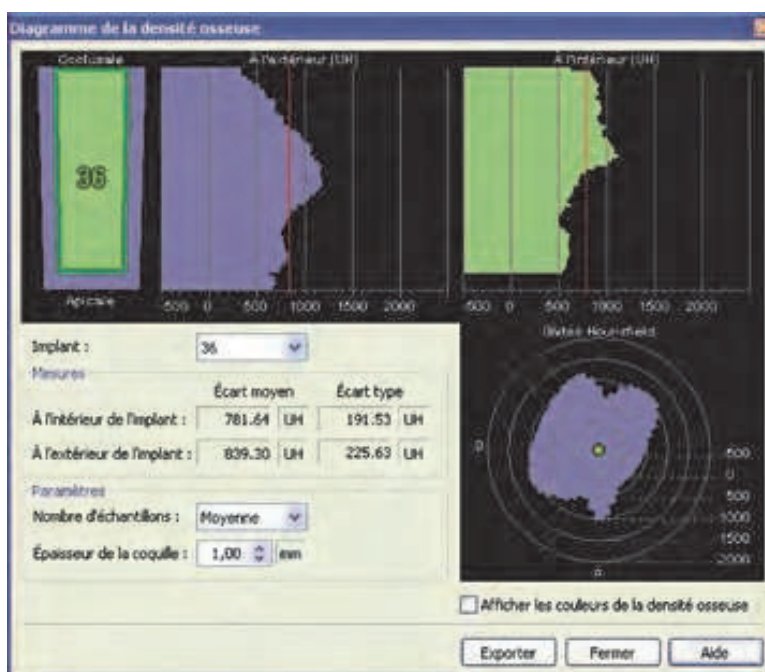 Diagramme de la densité osseuse
Occlusale
À l'extérieur (UH)
À l'intérieur (UH)
36
Apicale
-500 0 500 1000 1500 2000
-500 0 500 1000 1500 2000
Implant : 36
Unités Hounsfield
Mesures
Écart moyen Écart type
À l'intérieur de l'implant : 781.64 UH 191.53 UH
À l'extérieur de l'implant : 839.30 UH 225.63 UH
Paramètres
Nombre d'échantillons : Moyenne
Épaisseur de la coquille : 1,00 mm
-500
0
500
1000
1500
2000
Afficher les couleurs de la densité osseuse
Exporter Fermer Aide